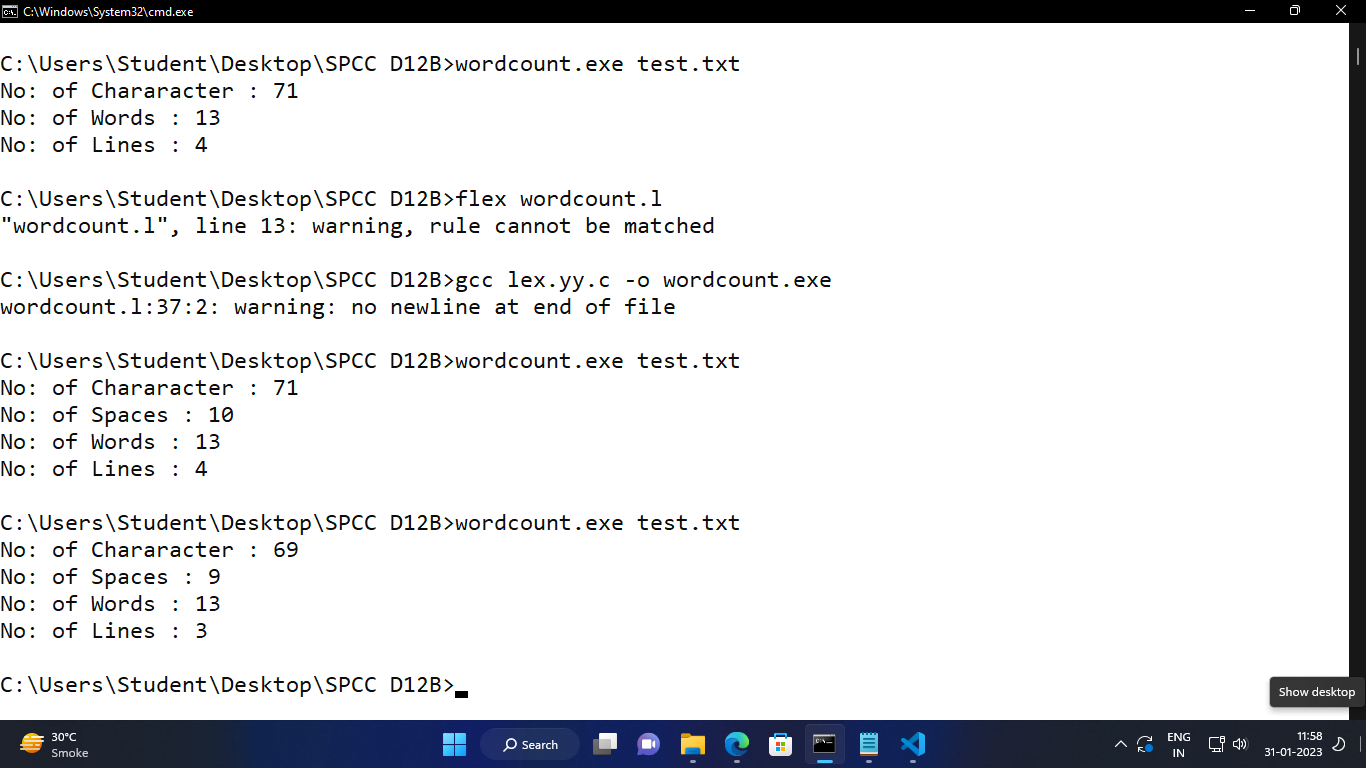 C:\Windows\System32\cmd.exe
C:\Users\Student\Desktop\SPCC D12B>wordcount.exe test.txt
No: of Chararacter : 71
No: of Words : 13
No: of Lines : 4
C:\Users\Student\Desktop\SPCC D12B>flex wordcount.l
"wordcount.l", line 13: warning, rule cannot be matched
C:\Users\Student\Desktop\SPCC D12B>gcc lex.yy.c -o wordcount.exe
wordcount.l:37:2: warning: no newline at end of file
C:\Users\Student\Desktop\SPCC D12B>wordcount.exe test.txt
No: of Chararacter : 71
No: of Spaces : 10
No: of Words : 13
No: of Lines : 4
C:\Users\Student\Desktop\SPCC D12B>wordcount.exe test.txt
No: of Chararacter : 69
No: of Spaces : 9
No: of Words : 13
No: of Lines : 3
C:\Users\Student\Desktop\SPCC D12B>
Show desktop
30°C
Smoke
Search
ENG
IN
11:58
31-01-2023